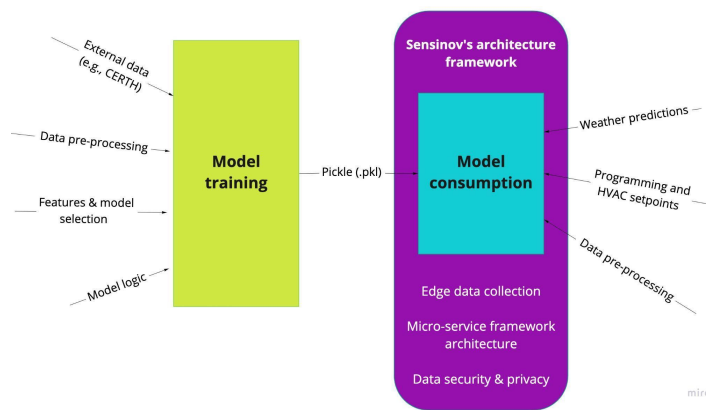 External data
(e.g., CERTH)
Data pre-processing
Features & model
selection
Model logic
Model
training
Pickle (.pkl)
Sensinov's architecture
framework
Model
consumption
Edge data collection
Micro-service framework
architecture
Data security & privacy
Weather predictions
Programming and
HVAC setpoints
Data pre-processing